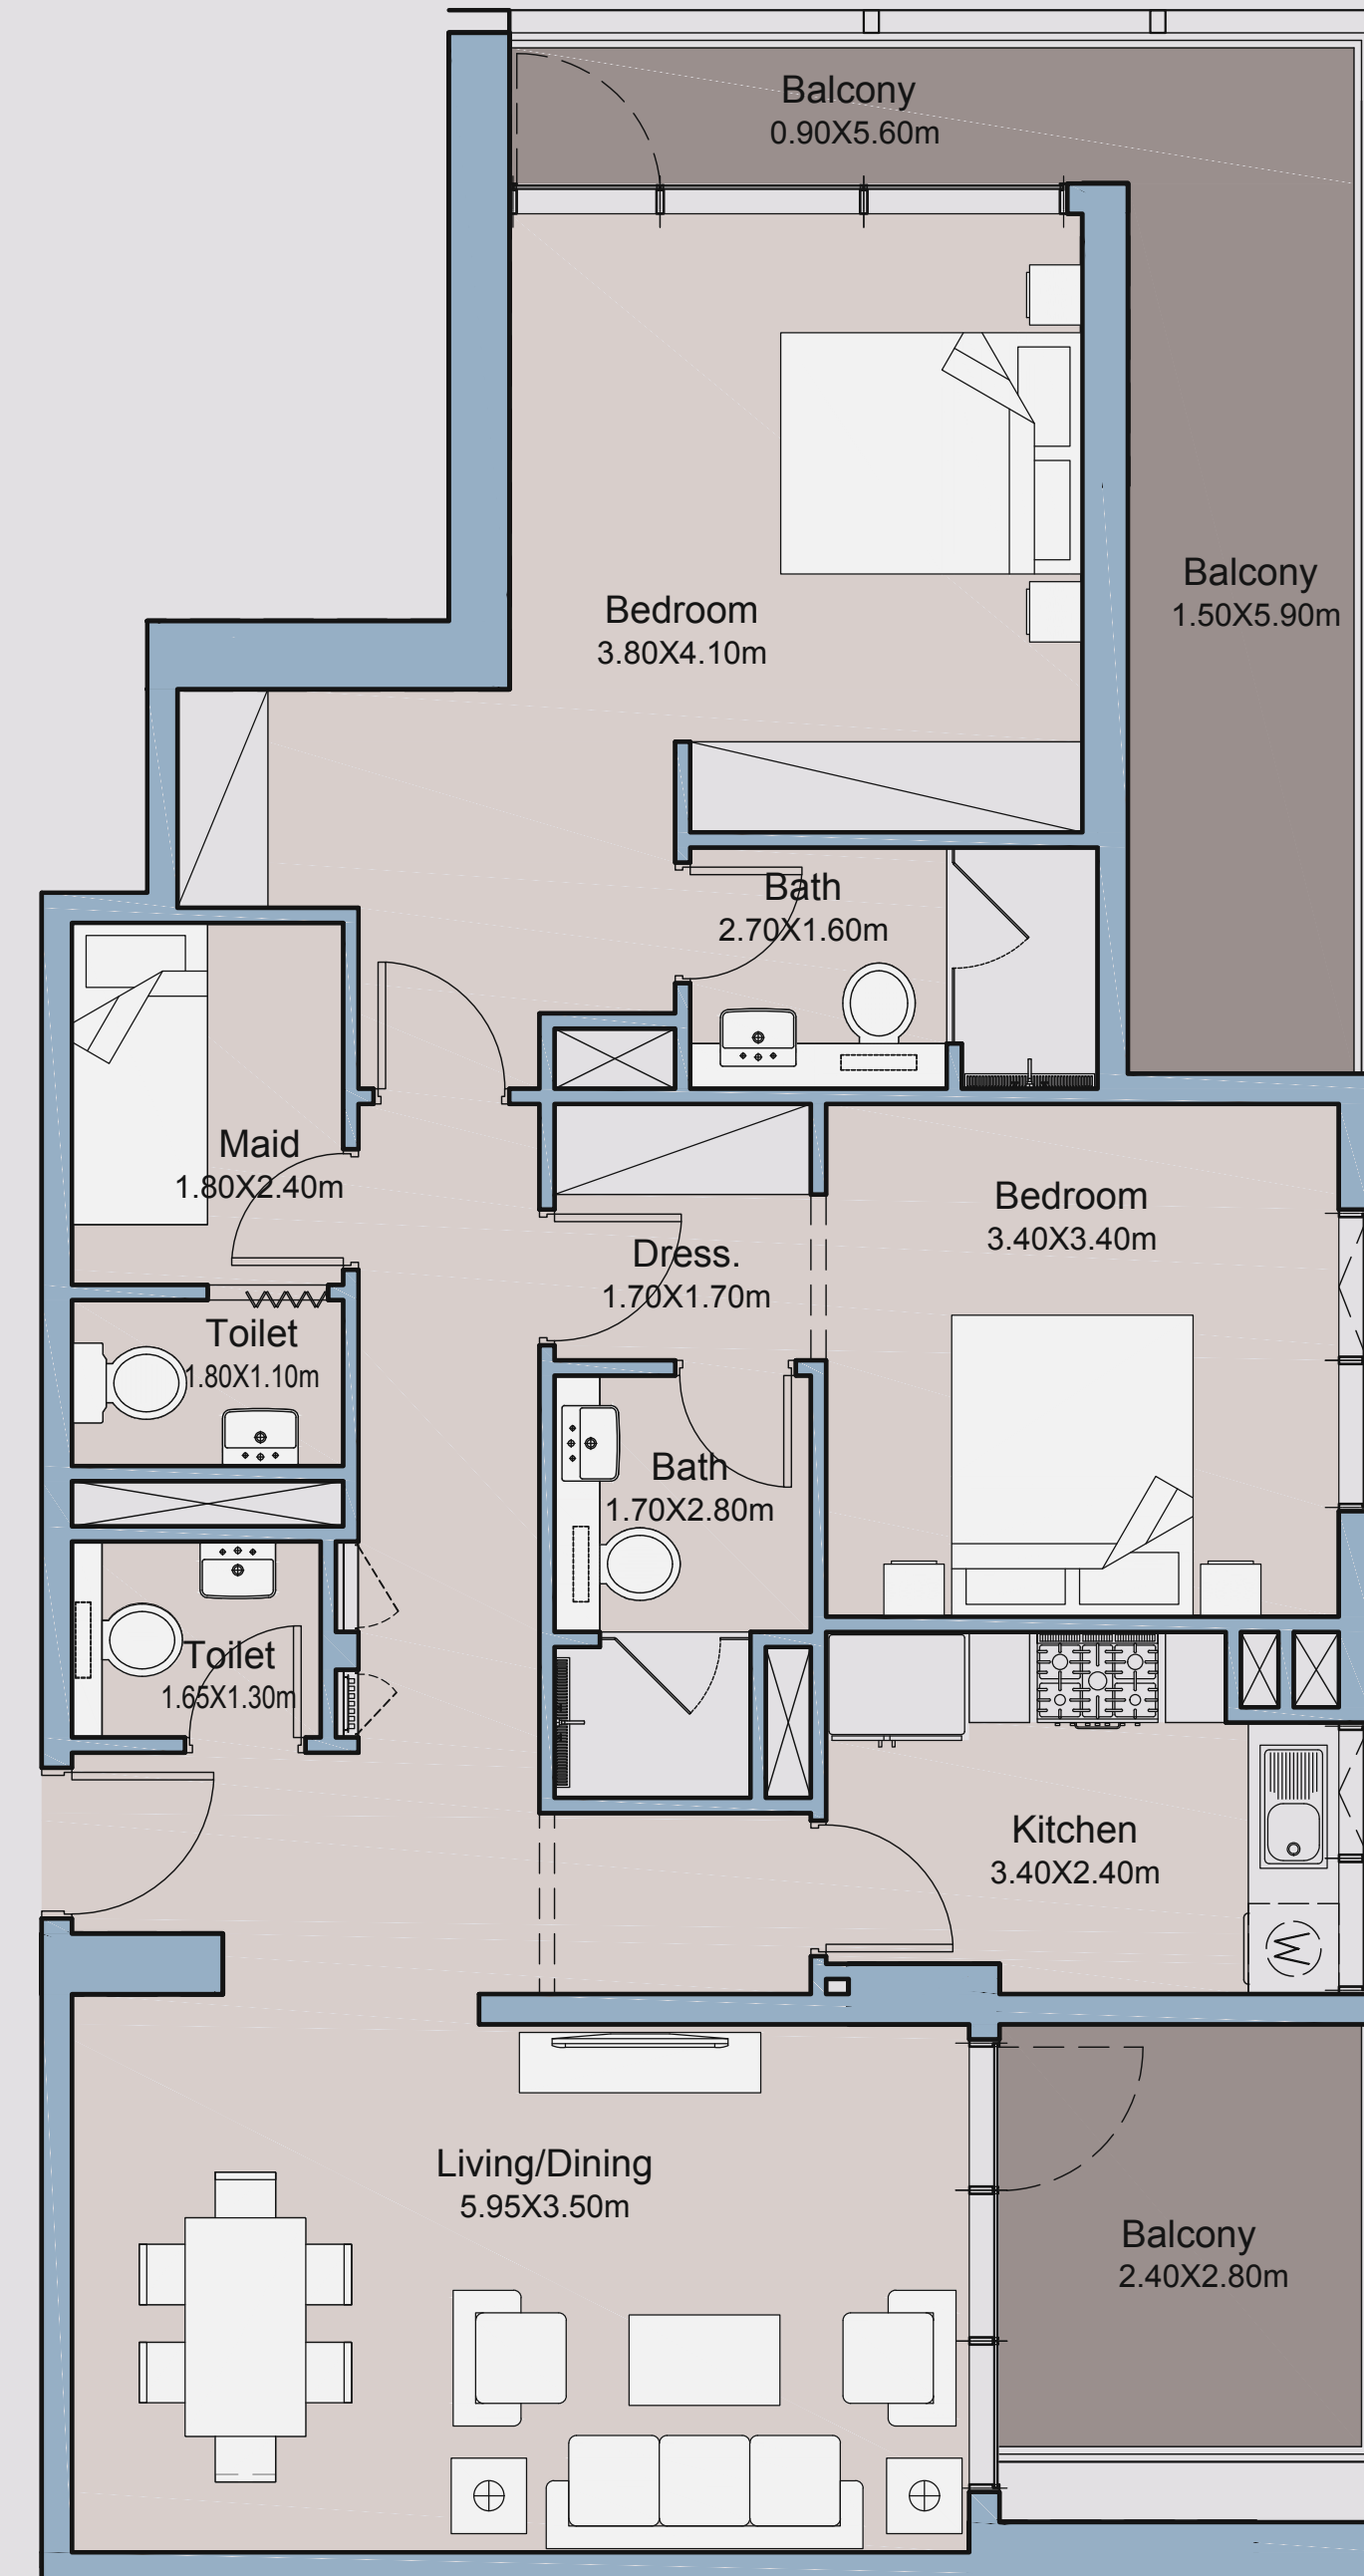 Balcony
0.90X5.60m
Balcony
1.50X5.90m
Bedroom
3.80X4.10m
Bath
2.70X1.60m
Maid
1.80X2.40m
Bedroom
3.40X3.40m
Dress.
1.70X1.70m
Toilet
1.80X1.10m
Bath
1.70X2.80m
Toilet
1.65X1.30m
Kitchen
3.40X2.40m
W
Living/Dining
5.95X3.50m
Balcony
2.40X2.80m